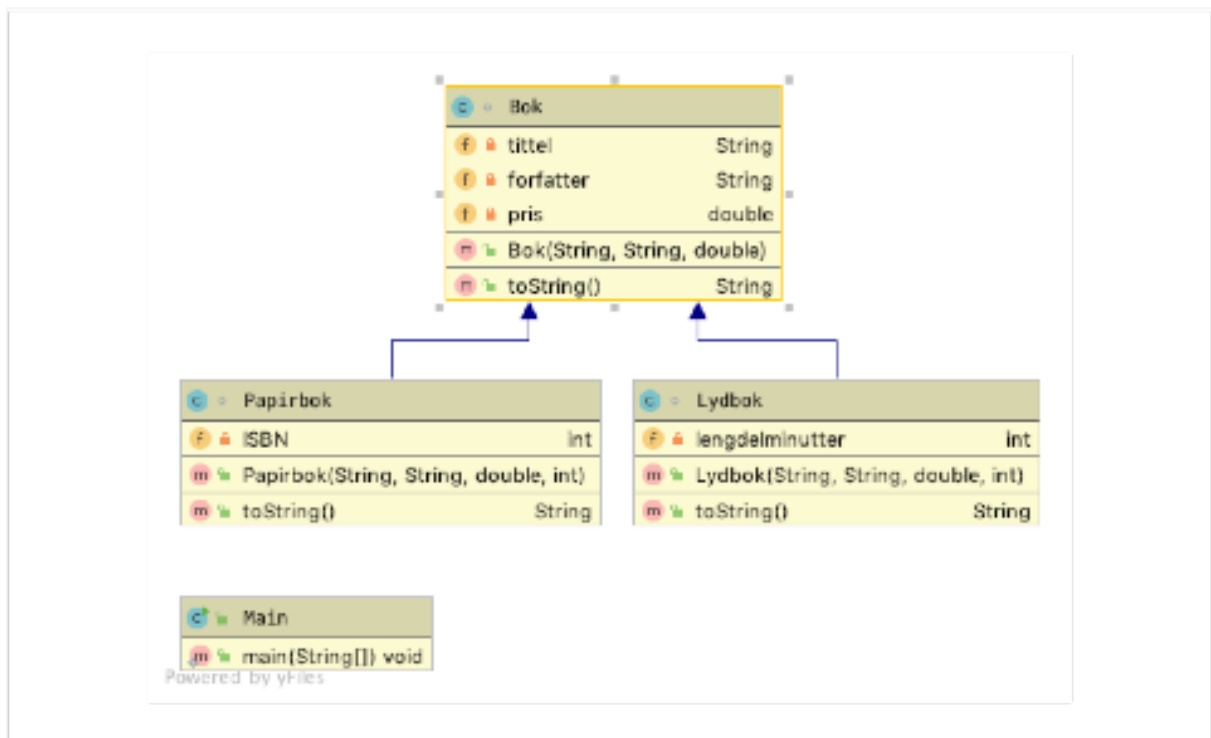 Bok
tittel String
forfatter String
pris double
Bok(String, String, double)
toString() String
Papirbok
ISBN int
Papirbok(String, String, double, int)
toString() String
Lydbok
lengdeIminutter int
Lydbok(String, String, double, int)
toString() String
Main
main(String[]) void
Powered by yFiles